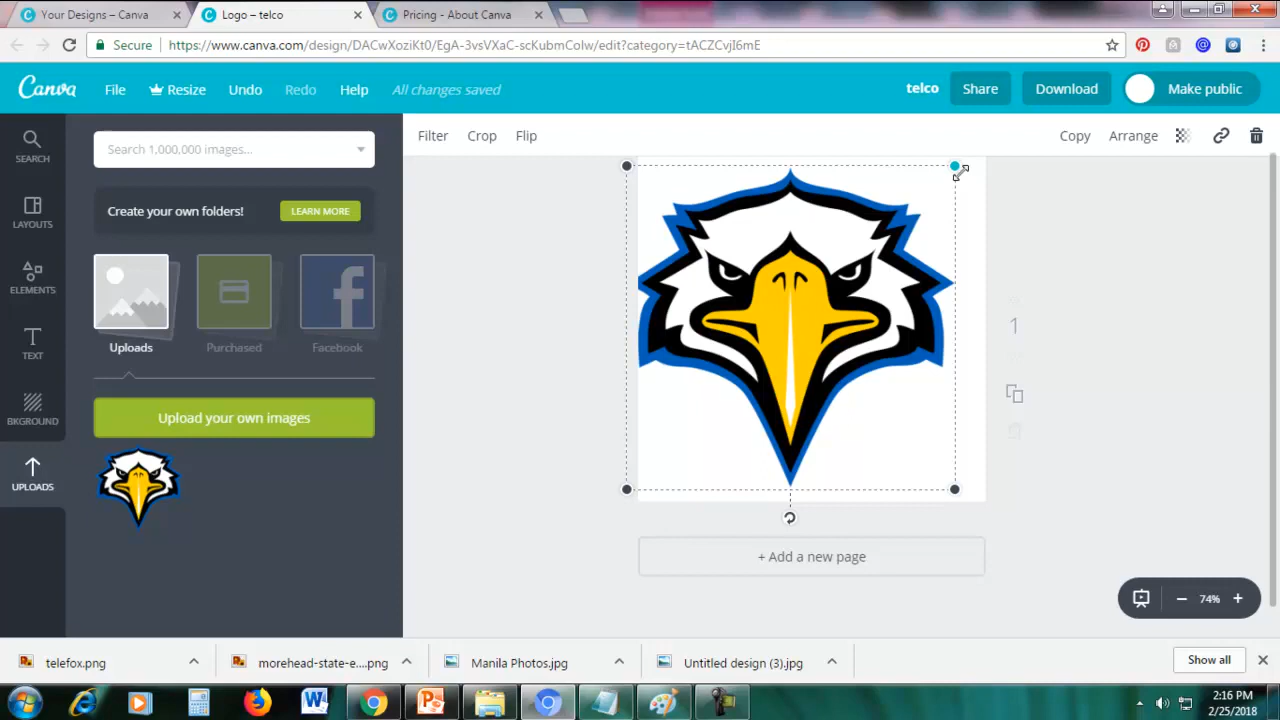 Your Designs – Canva
Logo – telco
Pricing - About Canva
Secure
https://www.canva.com/design/DACwXoziKt0/EgA-3vsVXaC-scKubmColw/edit?category=tACZCvjI6mE
Canva
File
Resize
Undo
Redo
Help
All changes saved
telco
Share
Download
Make public
SEARCH
LAYOUTS
ELEMENTS
TEXT
BKGROUND
UPLOADS
Search 1,000,000 images...
Create your own folders!
LEARN MORE
Uploads
Purchased
Facebook
Upload your own images
Filter
Crop
Flip
Copy
Arrange
1
+ Add a new page
74%
telefox.png
morehead-state-e....png
Manila Photos.jpg
Untitled design (3).jpg
Show all
2:16 PM
2/25/2018